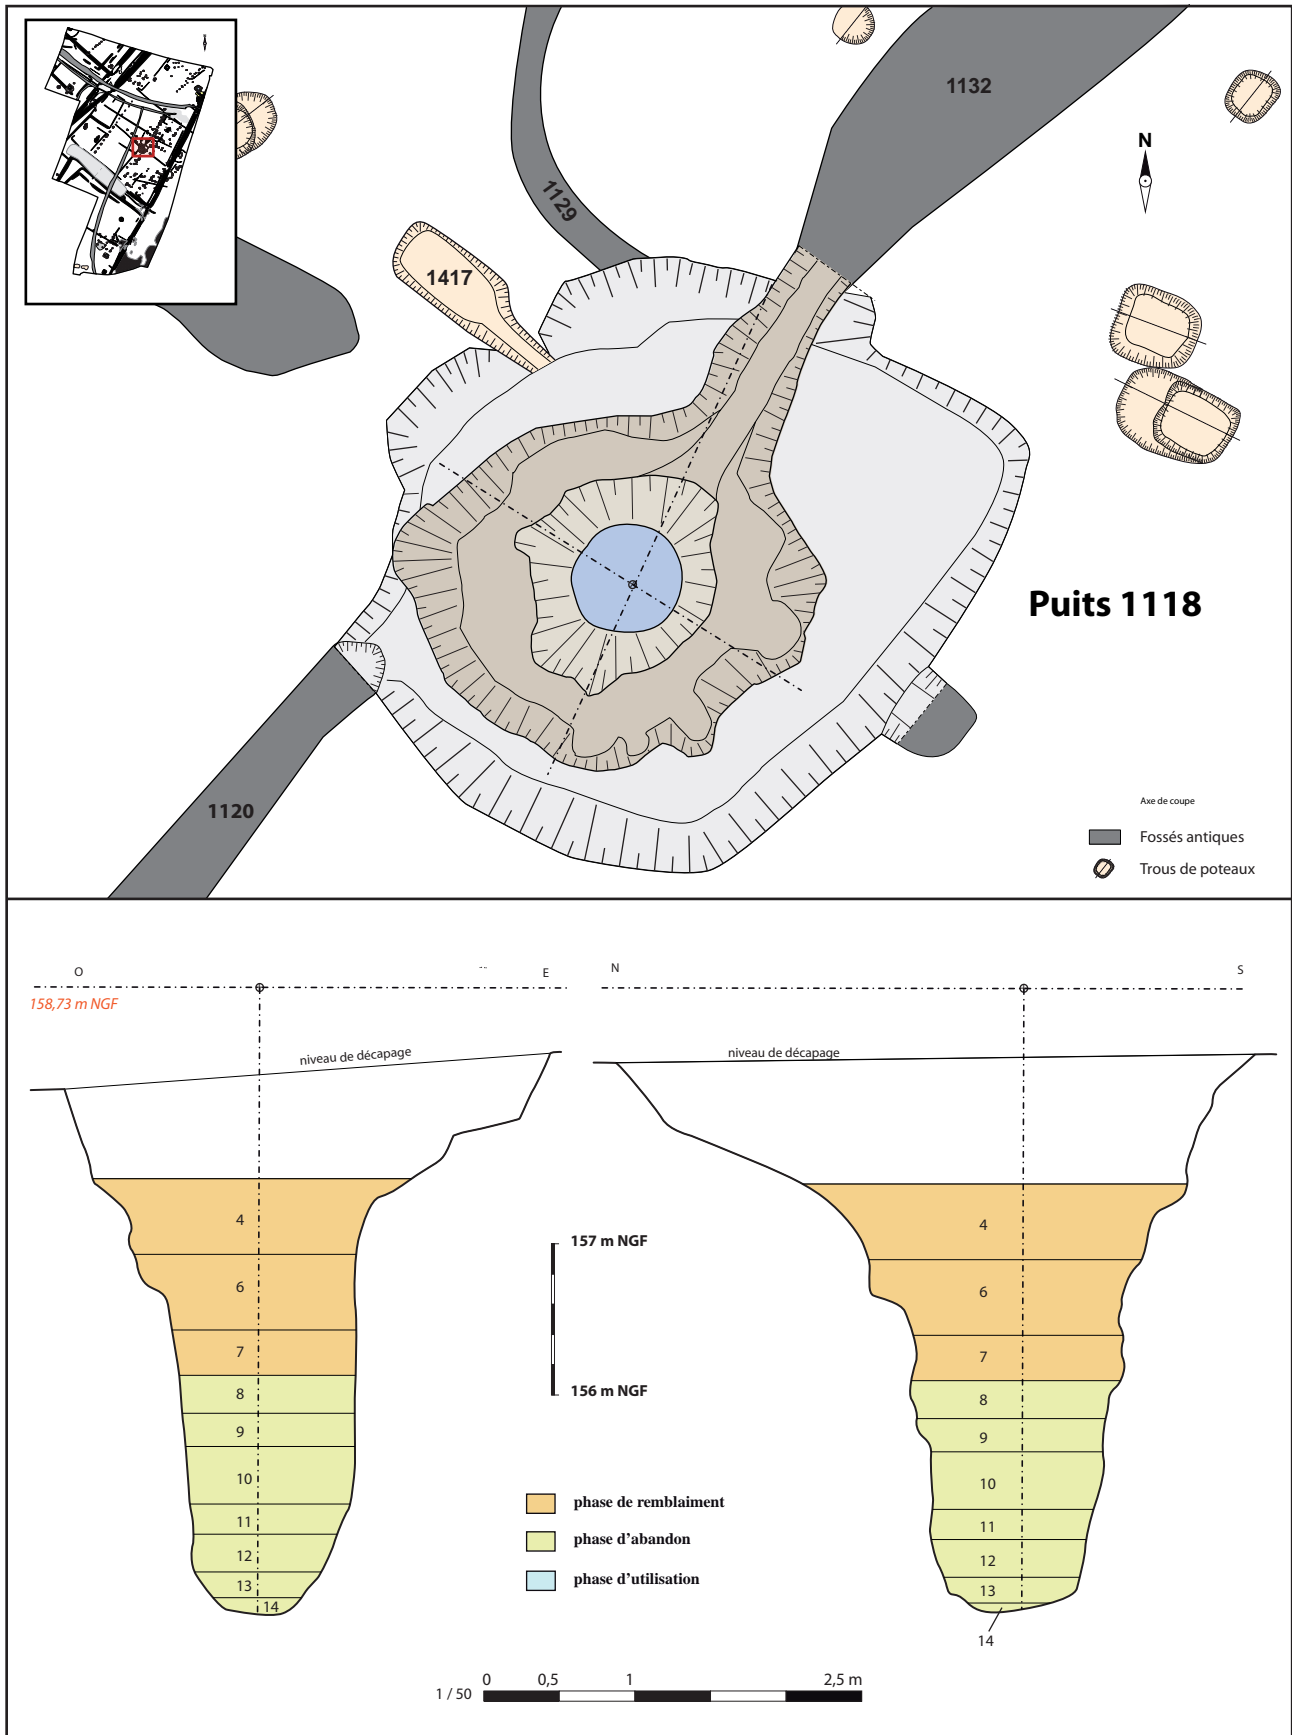 1132
N
1129
1417
Puits 1118
1120
Axe de coupe
Fossés antiques
Trous de poteaux
O
E
N
S
158,73 m NGF
niveau de décapage
niveau de décapage
4
6
7
8
9
10
11
12
13
14
157 m NGF
156 m NGF
4
6
7
8
9
10
11
12
13
14
phase de remblaiment
phase d'abandon
phase d'utilisation
1 / 50
0
0,5
1
2,5 m